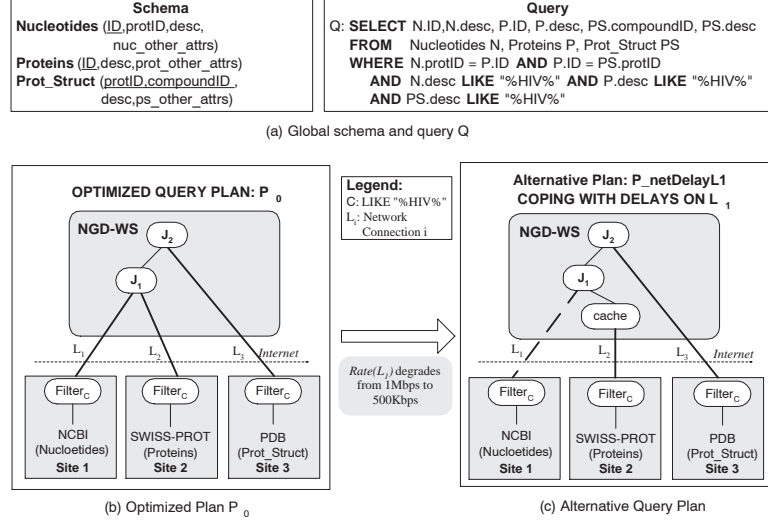 Schema
Nucleotides (ID,protID,desc,
nuc_other_attrs)
Proteins (ID,desc,prot_other_attrs)
Prot_Struct (protID,compoundID ,
desc,ps_other_attrs)
Query
Q: SELECT N.ID,N.desc, P.ID, P.desc, PS.compoundID, PS.desc
FROM Nucleotides N, Proteins P, Prot_Struct PS
WHERE N.protID = P.ID AND P.ID = PS.protID
AND N.desc LIKE "%HIV%" AND P.desc LIKE "%HIV%"
AND PS.desc LIKE "%HIV%"
(a) Global schema and query Q
OPTIMIZED QUERY PLAN: P 0
NGD-WS
J2
J1
L1
L2
L3
Internet
FilterC
FilterC
FilterC
NCBI
(Nucloetides)
Site 1
SWISS-PROT
(Proteins)
Site 2
PDB
(Prot_Struct)
Site 3
(b) Optimized Plan P 0
Legend:
C: LIKE "%HIV%"
Li: Network
Connection i
Rate(L1) degrades
from 1Mbps to
500Kbps
Alternative Plan: P_netDelayL1
COPING WITH DELAYS ON L 1
NGD-WS
J2
J1
cache
L1
L2
L3
Internet
FilterC
FilterC
FilterC
NCBI
(Nucloetides)
Site 1
SWISS-PROT
(Proteins)
Site 2
PDB
(Prot_Struct)
Site 3
(c) Alternative Query Plan